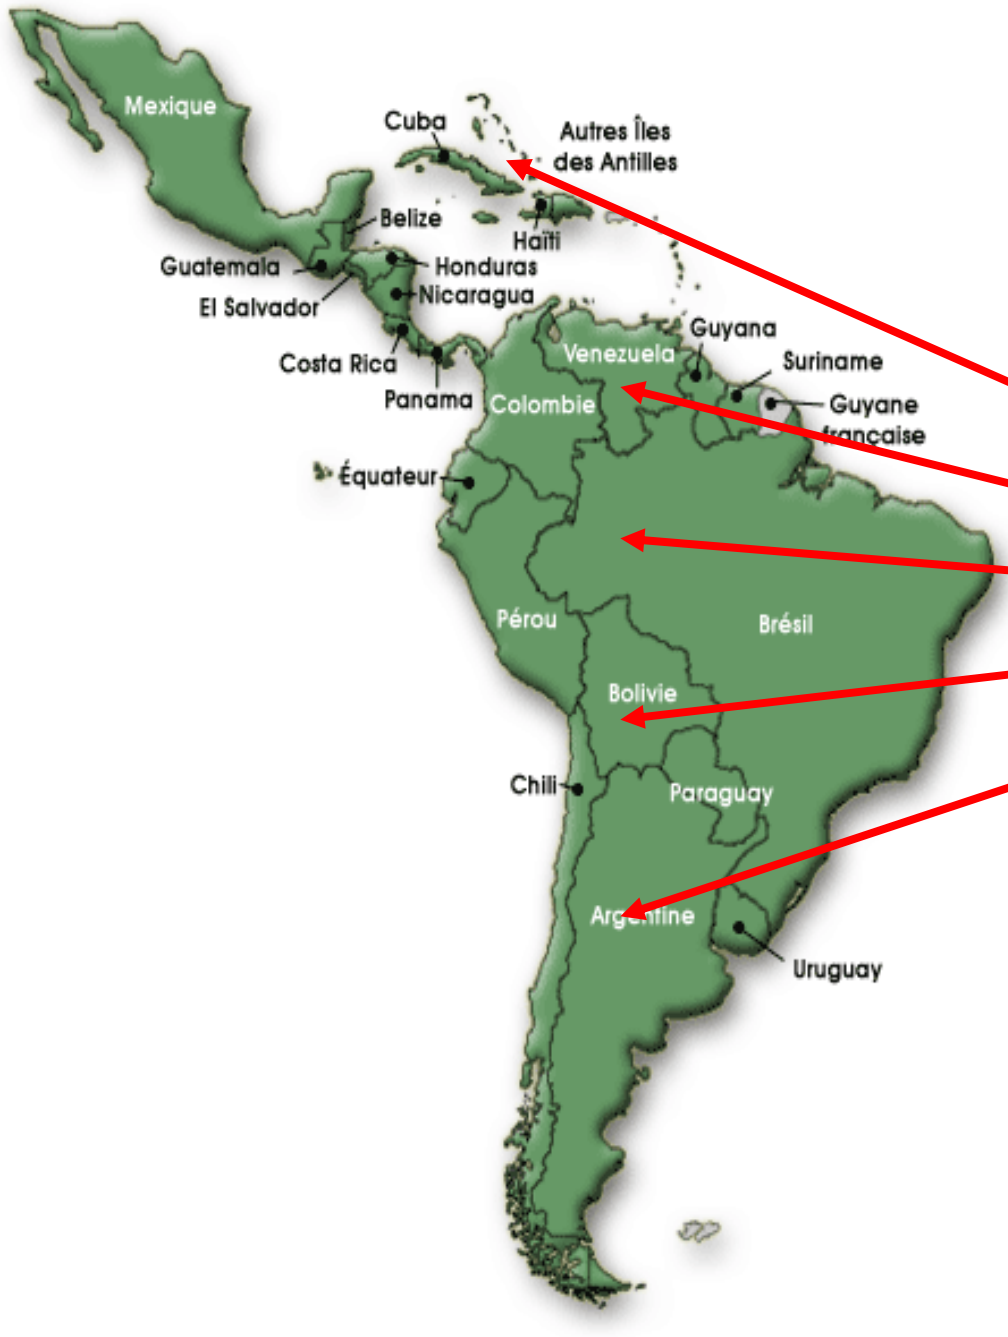 Mexique
Cuba
Autres Îles
des Antilles
Belize
Haïti
Guatemala
Honduras
El Salvador
Nicaragua
Costa Rica
Panama
Venezuela
Guyana
Suriname
Colombie
Guyane
française
Équateur
Pérou
Brésil
Bolivie
Chili
Paraguay
Argentine
Uruguay